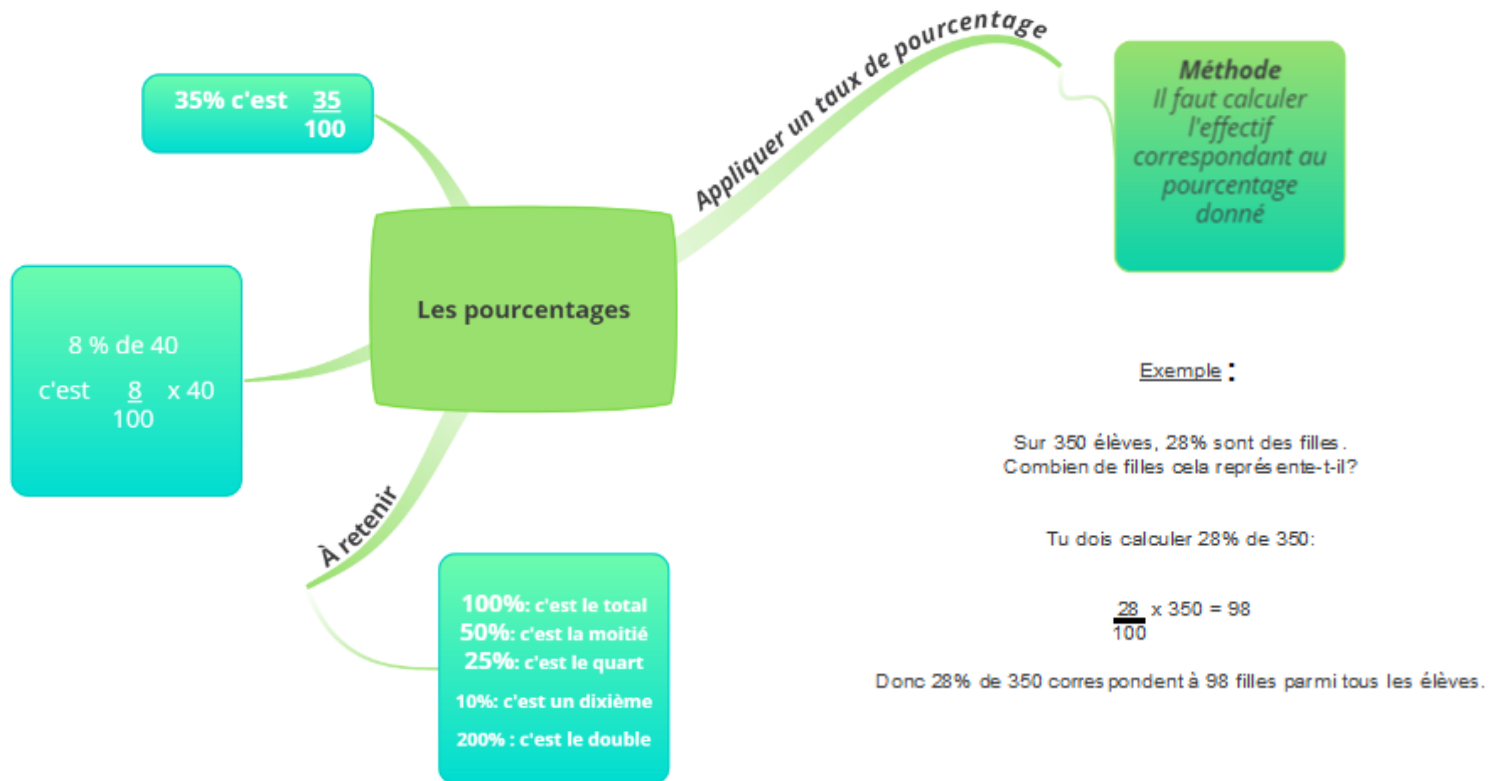 35% c'est 35
100
Les pourcentages
8 % de 40
c'est 8 x 40
100
À retenir
100%: c'est le total
50%: c'est la moitié
25%: c'est le quart
10%: c'est un dixième
200% : c'est le double
Appliquer un taux de pourcentage
Méthode
Il faut calculer
l'effectif
correspondant au
pourcentage
donné
Exemple :
Sur 350 élèves, 28% sont des filles.
Combien de filles cela représente-t-il?
Tu dois calculer 28% de 350:
28 x 350 = 98
100
Donc 28% de 350 correspondent à 98 filles parmi tous les élèves.